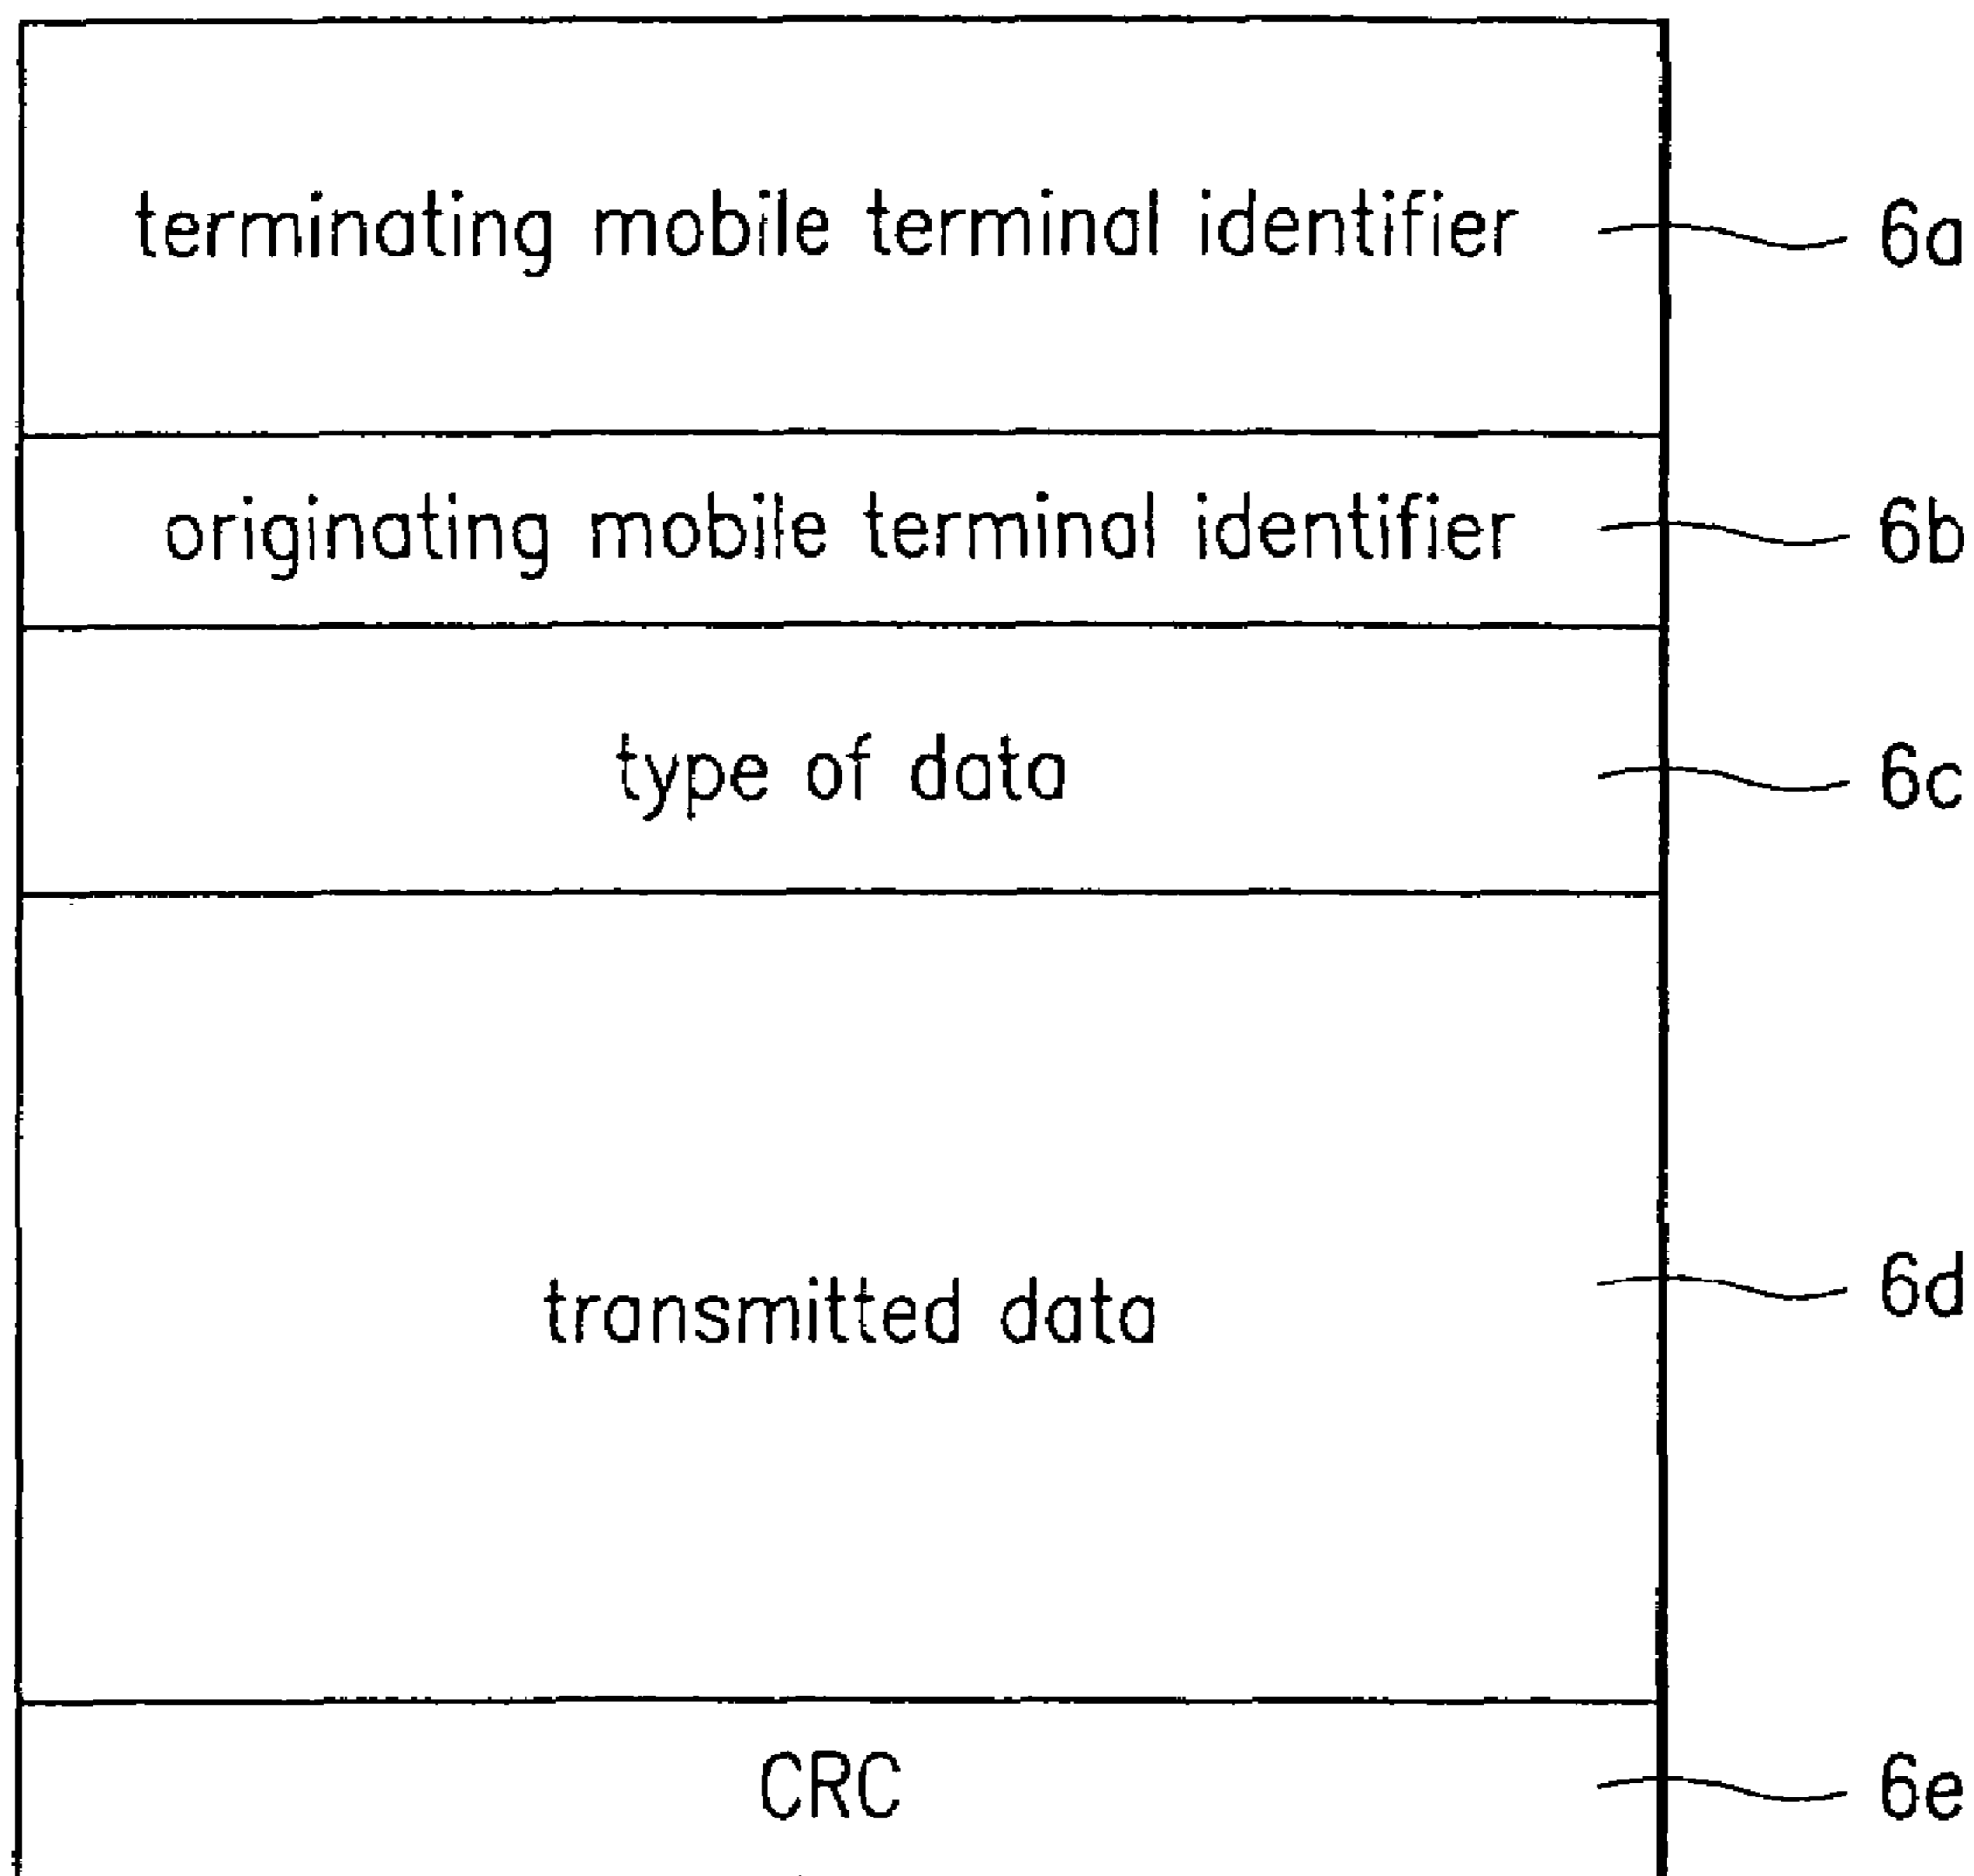 terminating mobile terminal identifier 6a
originating mobile terminal identifier 6b
type of data 6c
transmitted data 6d
CRC 6e